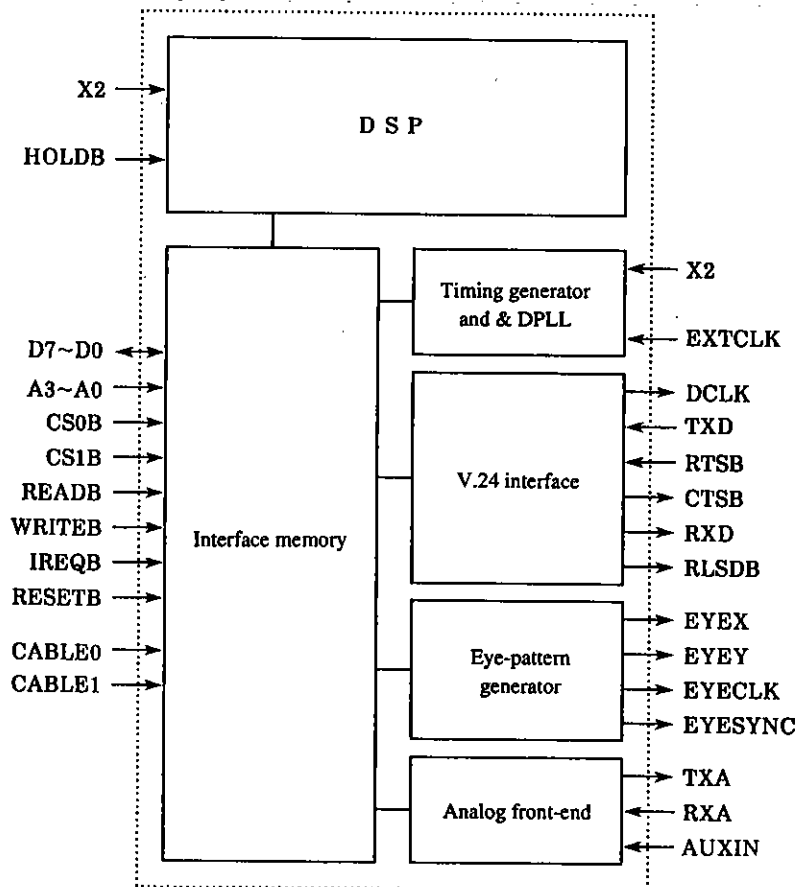 X2
HOLDB
D S P
D7~D0
A3~A0
CS0B
CS1B
READB
WRITEB
IREQB
RESETB
CABLE0
CABLE1
Interface memory
Timing generator
and & DPLL
X2
EXTCLK
V.24 interface
DCLK
TXD
RTSB
CTSB
RXD
RLSDB
Eye-pattern
generator
EYEX
EYEY
EYECLK
EYESYNC
Analog front-end
TXA
RXA
AUXIN